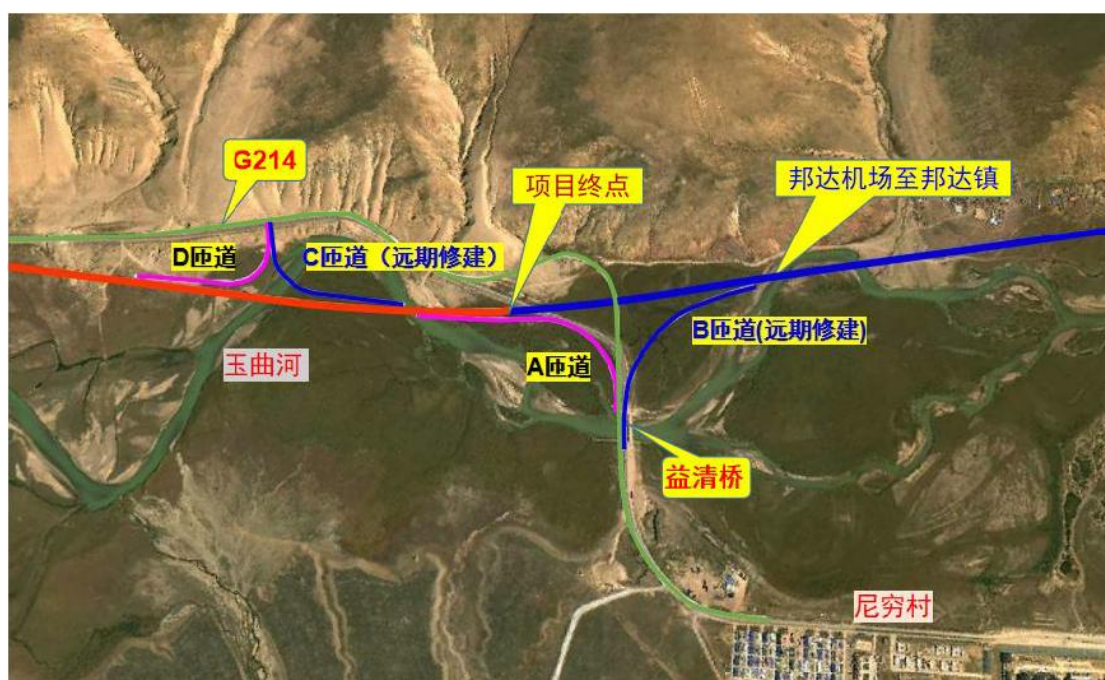 G214
项目终点
邦达机场至邦达镇
D匝道
C匝道（远期修建）
B匝道(远期修建)
玉曲河
A匝道
益清桥
尼穷村